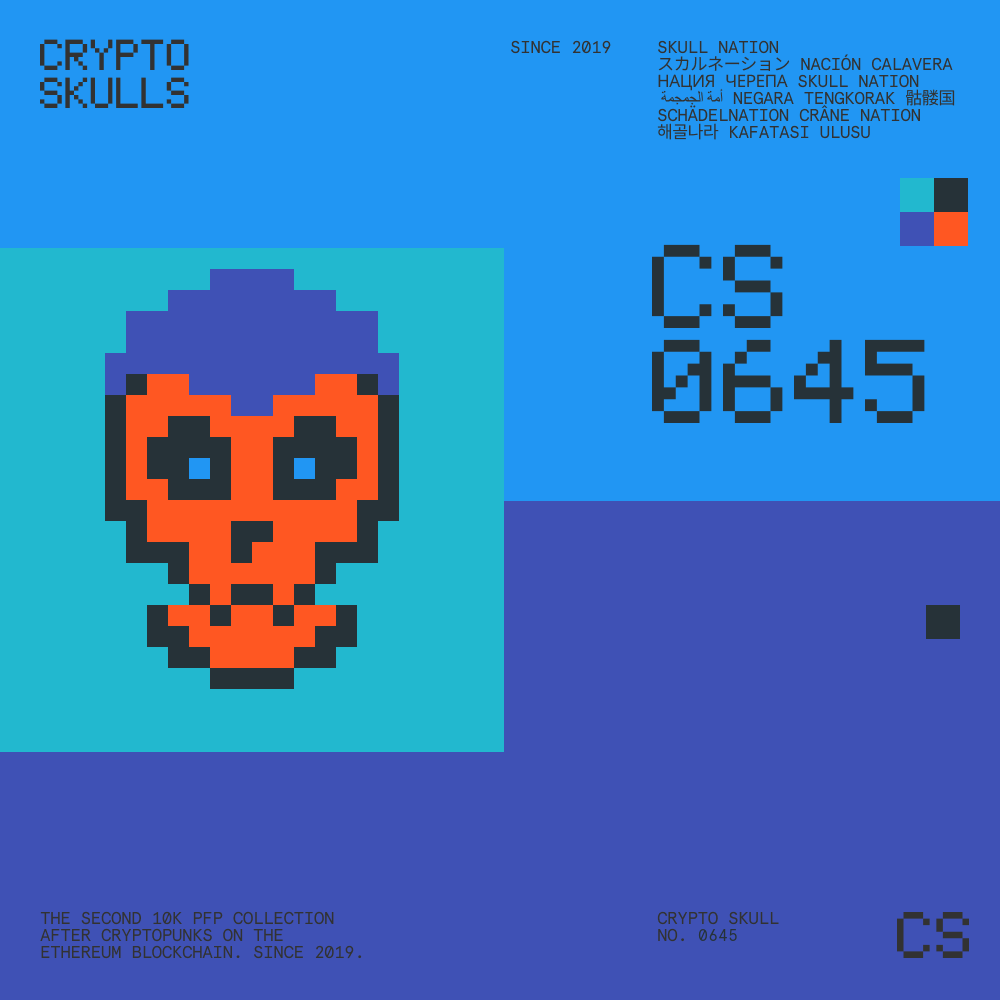 CRYPTO
SKULLS
SINCE 2019
SKULL NATION
スカルネーション NACIÓN CALAVERA
НАЦИЯ ЧЕРЕПА SKULL NATION
أمة الجمجمة NEGARA TENGKORAK 骷髅国
SCHÄDELNATION CRÂNE NATION
해골나라 KAFATASI ULUSU
CS
0645
THE SECOND 10K PFP COLLECTION
AFTER CRYPTOPUNKS ON THE
ETHEREUM BLOCKCHAIN. SINCE 2019.
CRYPTO SKULL
NO. 0645
CS